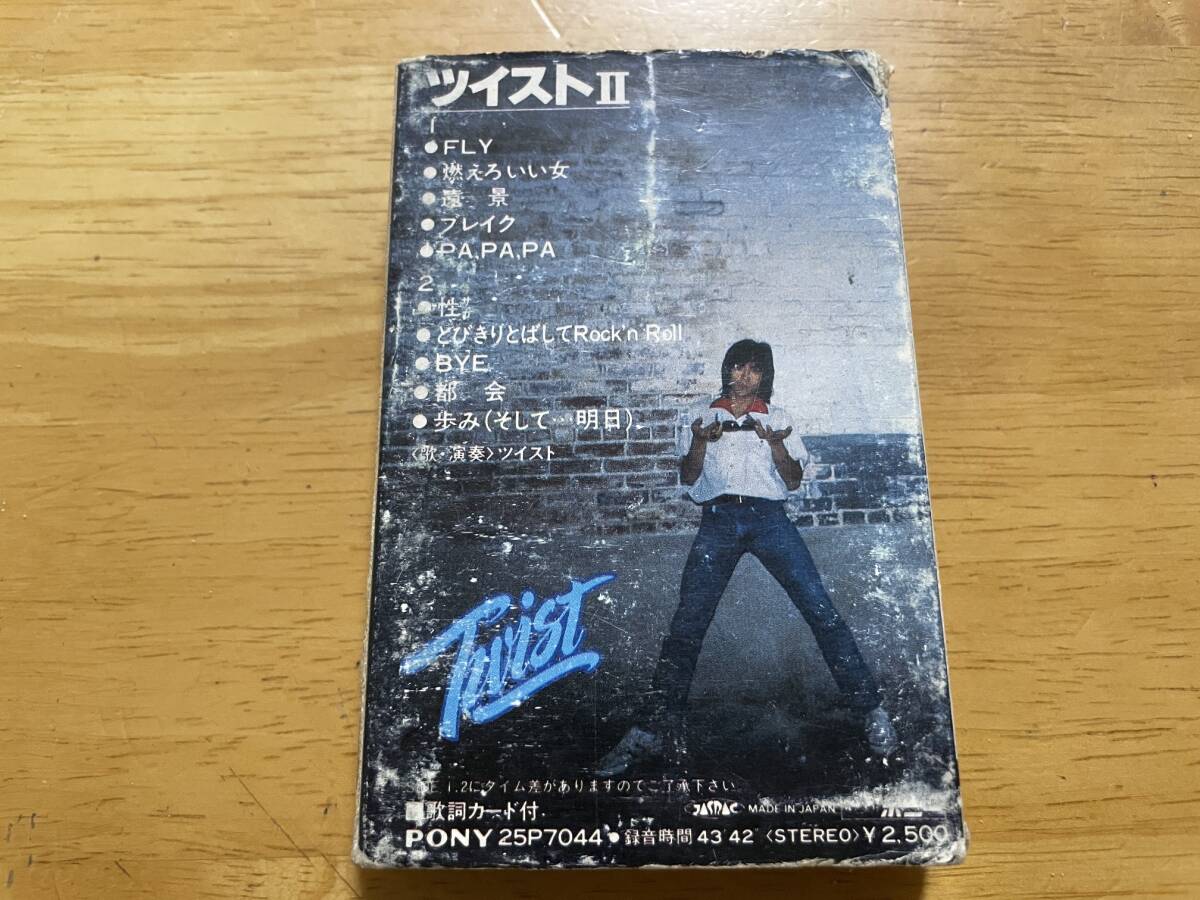 ツイストII
1
●FLY
●燃えろいい女
●遠 景
●ブレイク
●PA,PA,PA
2
●性サガ
●とびきりとばしてRock'n Roll
●BYE
●都 会
●歩み(そして…明日)
〈歌・演奏〉ツイスト
Twist
1.2にタイム差がありますのでご了承下さい
歌詞カード付
JASRAC MADE IN JAPAN
PONY 25P7044 ● 録音時間 43′42″〈STEREO〉¥2,500